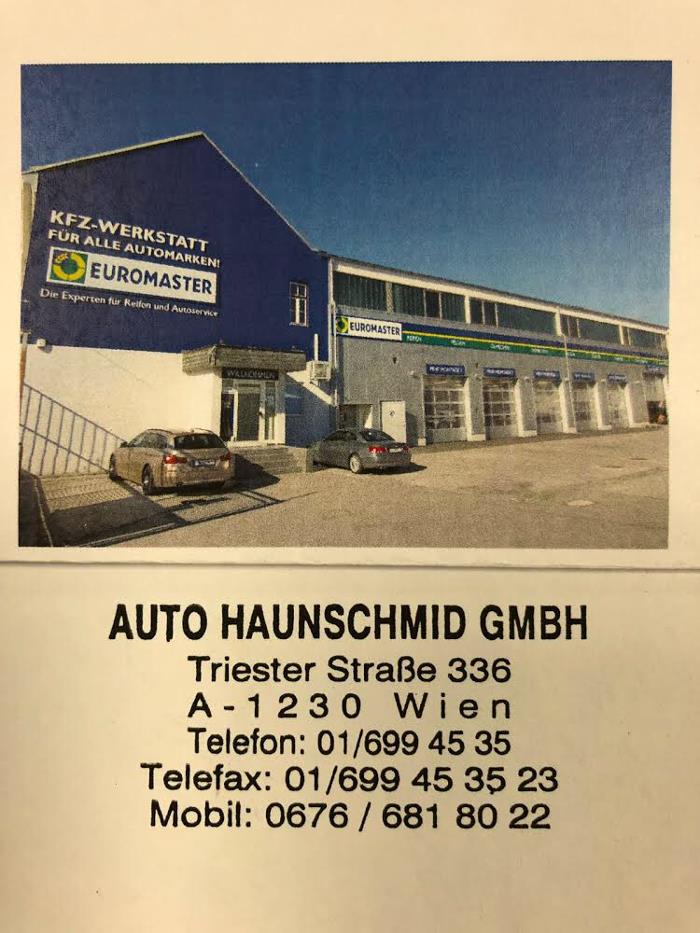 KFZ-WERKSTATT
FÜR ALLE AUTOMARKEN!
EUROMASTER
Die Experten für Reifen und Autoservice
WILLKOMMEN
EUROMASTER
REIFEN
FELGEN
AUTO HAUNSCHMID GMBH
Triester Straße 336
A-1230 Wien
Telefon: 01/699 45 35
Telefax: 01/699 45 35 23
Mobil: 0676 / 681 80 22